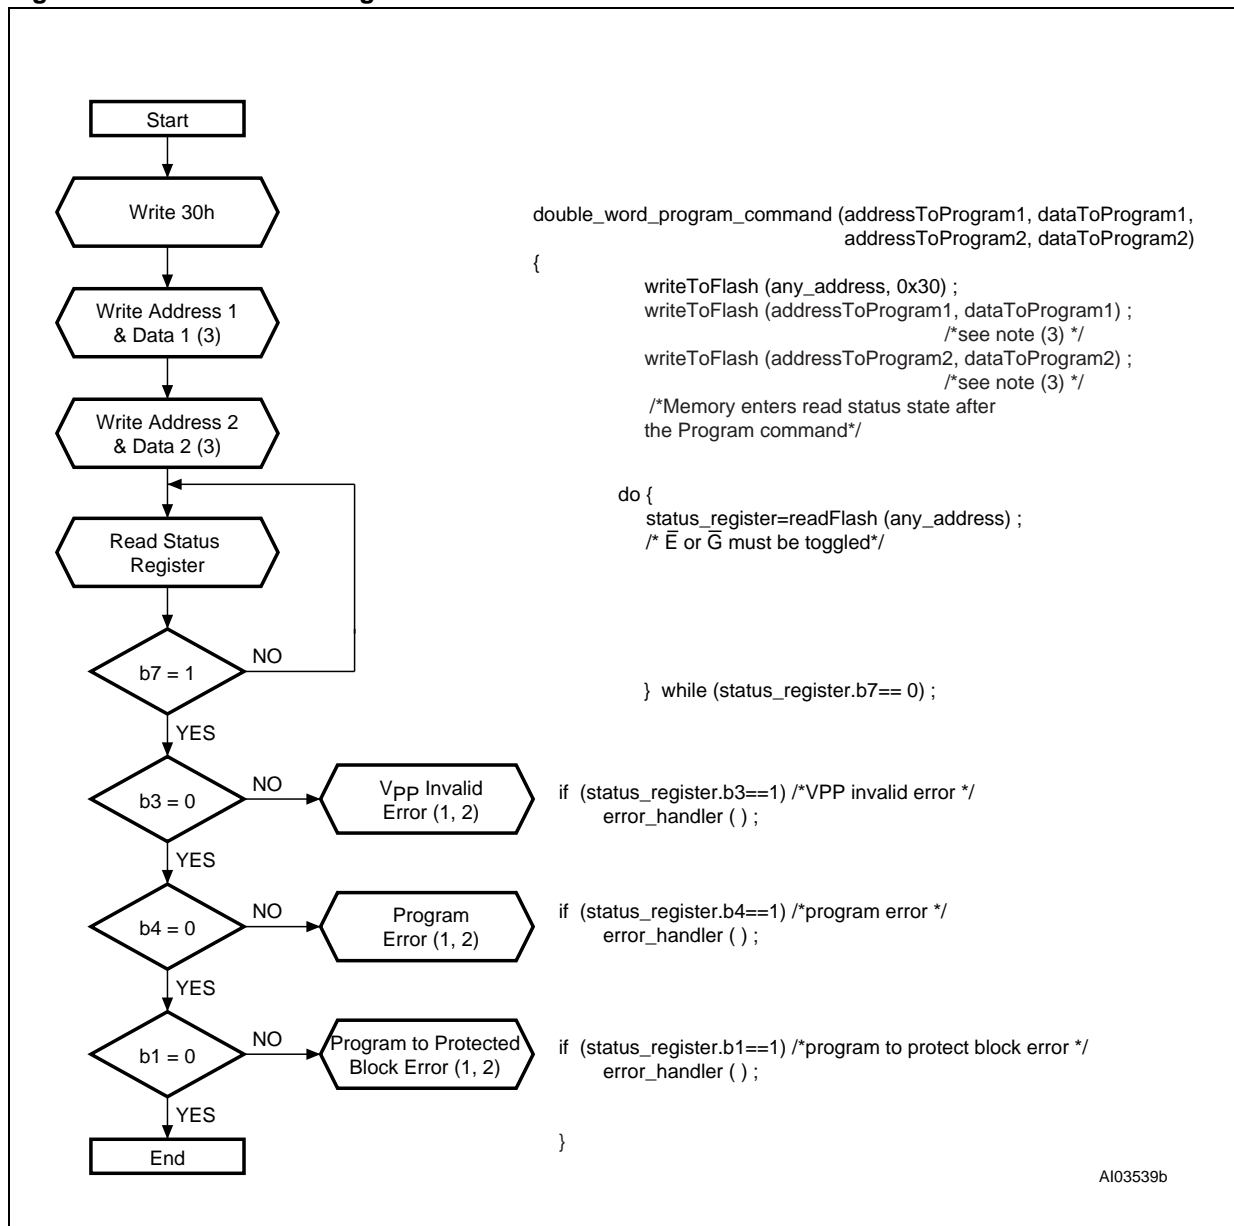 Start
Write 30h
Write Address 1
& Data 1 (3)
Write Address 2
& Data 2 (3)
Read Status
Register
b7 = 1
NO
YES
b3 = 0
NO
VPP Invalid
Error (1, 2)
YES
b4 = 0
NO
Program
Error (1, 2)
YES
b1 = 0
NO
Program to Protected
Block Error (1, 2)
YES
End
double_word_program_command (addressToProgram1, dataToProgram1,
addressToProgram2, dataToProgram2)
{
writeToFlash (any_address, 0x30) ;
writeToFlash (addressToProgram1, dataToProgram1) ;
/*see note (3) */
writeToFlash (addressToProgram2, dataToProgram2) ;
/*see note (3) */
/*Memory enters read status state after
the Program command*/
do {
status_register=readFlash (any_address) ;
/* E̅ or G̅ must be toggled*/
} while (status_register.b7== 0) ;
if (status_register.b3==1) /*VPP invalid error */
error_handler ( ) ;
if (status_register.b4==1) /*program error */
error_handler ( ) ;
if (status_register.b1==1) /*program to protect block error */
error_handler ( ) ;
}
AI03539b